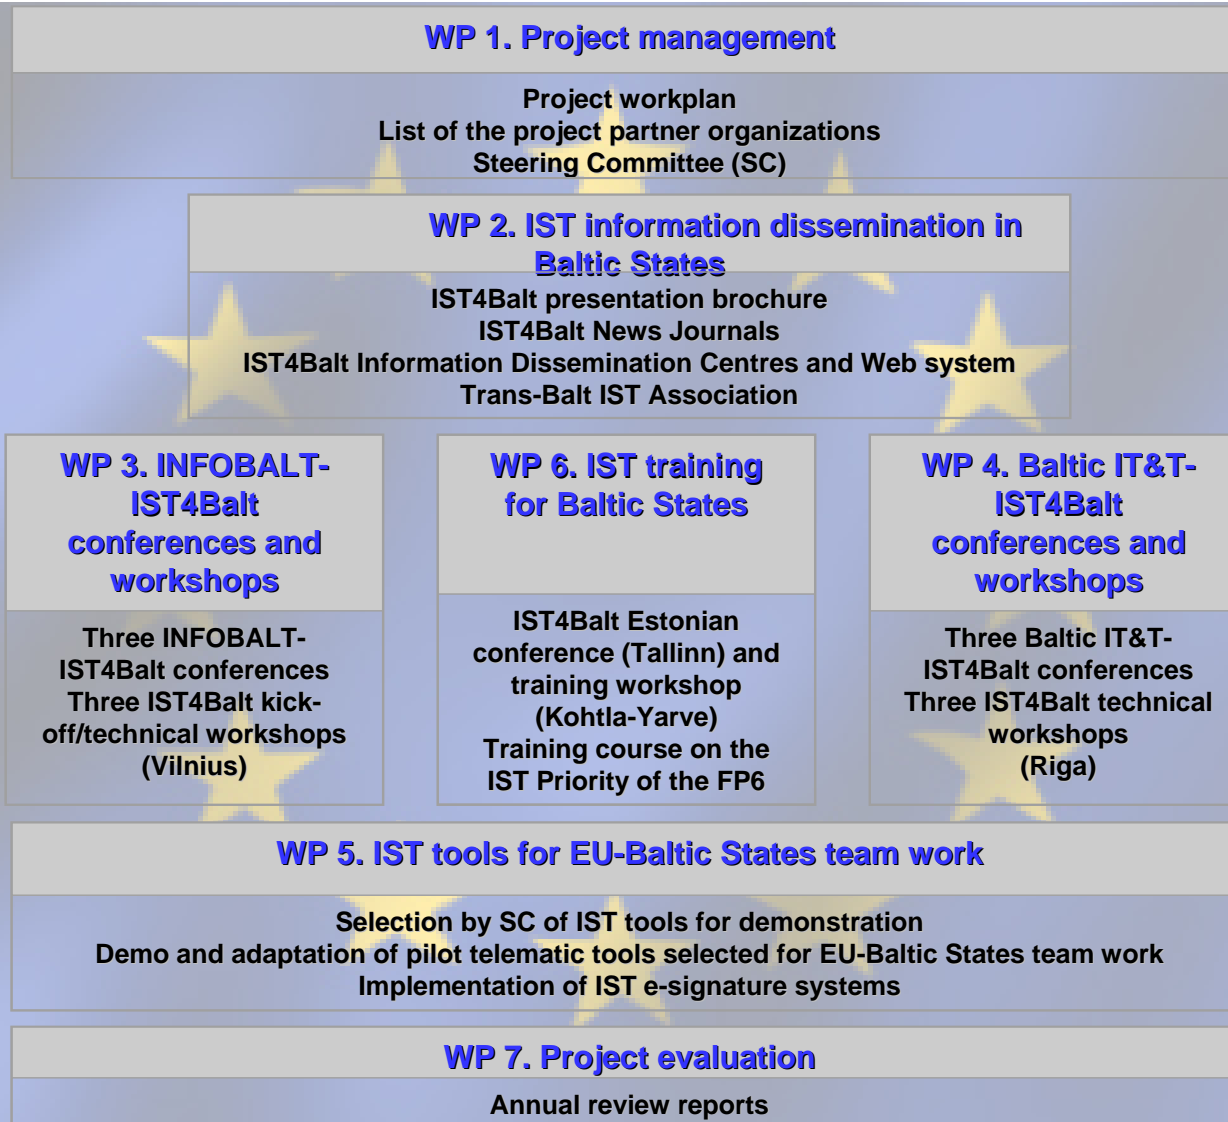 WP 1. Project management
Project workplan
List of the project partner organizations
Steering Committee (SC)
WP 2. IST information dissemination in
Baltic States
IST4Balt presentation brochure
IST4Balt News Journals
IST4Balt Information Dissemination Centres and Web system
Trans-Balt IST Association
WP 3. INFOBALT-
IST4Balt
conferences and
workshops
Three INFOBALT-
IST4Balt conferences
Three IST4Balt kick-
off/technical workshops
(Vilnius)
WP 6. IST training
for Baltic States
IST4Balt Estonian
conference (Tallinn) and
training workshop
(Kohtla-Yarve)
Training course on the
IST Priority of the FP6
WP 4. Baltic IT&T-
IST4Balt
conferences and
workshops
Three Baltic IT&T-
IST4Balt conferences
Three IST4Balt technical
workshops
(Riga)
WP 5. IST tools for EU-Baltic States team work
Selection by SC of IST tools for demonstration
Demo and adaptation of pilot telematic tools selected for EU-Baltic States team work
Implementation of IST e-signature systems
WP 7. Project evaluation
Annual review reports